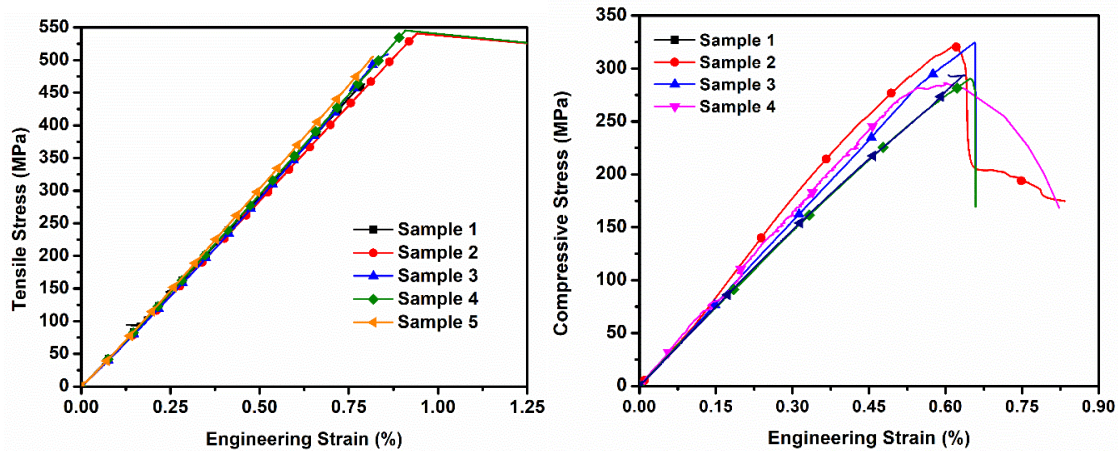 550
500
450
400
350
300
250
200
150
100
50
0
Tensile Stress (MPa)
Sample 1
Sample 2
Sample 3
Sample 4
Sample 5
0.00 0.25 0.50 0.75 1.00 1.25
Engineering Strain (%)
350
300
250
200
150
100
50
0
Compressive Stress (MPa)
Sample 1
Sample 2
Sample 3
Sample 4
0.00 0.15 0.30 0.45 0.60 0.75 0.90
Engineering Strain (%)